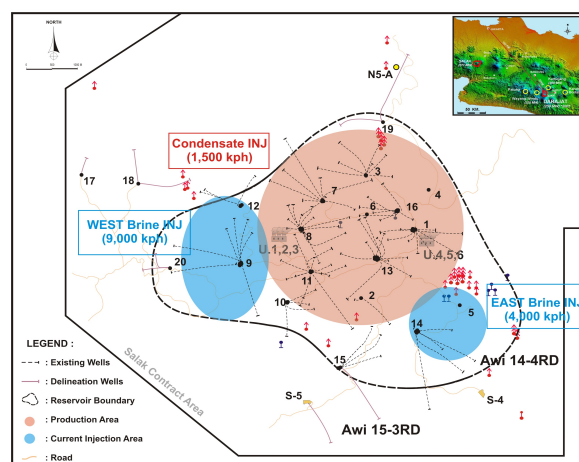 NORTH
N5-A
SALAK
DARAJAT
19
Condensate INJ
(1,500 kph)
3
17
18
4
7
12
16
6
WEST Brine INJ
(9,000 kph)
1
8
U.1,2,3
U.4,5,6
9
13
20
11
EAST Brine INJ
(4,000 kph)
10
2
5
14
LEGEND :
: Existing Wells
: Delineation Wells
: Reservoir Boundary
: Production Area
: Current Injection Area
: Road
Salak Contract Area
15
Awi 14-4RD
S-5
S-4
Awi 15-3RD